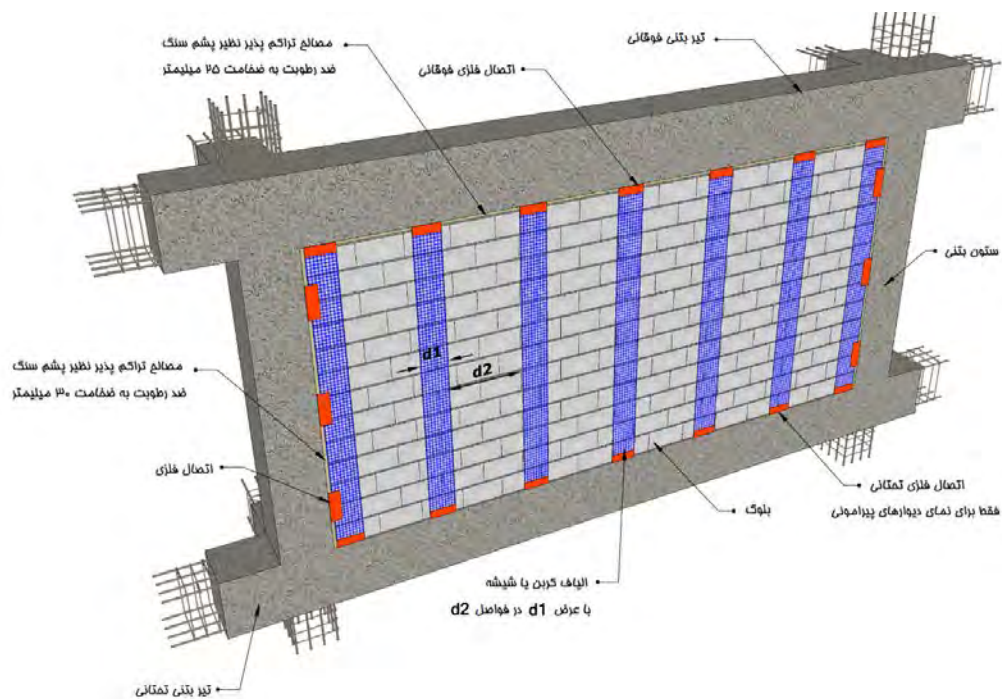 مصالح تراکم پذیر نظیر پشم سنگ
ضد رطوبت به ضخامت ۲۵ میلیمتر
اتصال فلزی فوقانی
تیر بتنی فوقانی
ستون بتنی
d1
d2
مصالح تراکم پذیر نظیر پشم سنگ
ضد رطوبت به ضخامت ۳۰ میلیمتر
اتصال فلزی
اتصال فلزی تحتانی
فقط برای نمای دیوارهای پیرامونی
بلوک
الیاف کربن یا شیشه
با عرض d1 در فواصل d2
تیر بتنی تحتانی